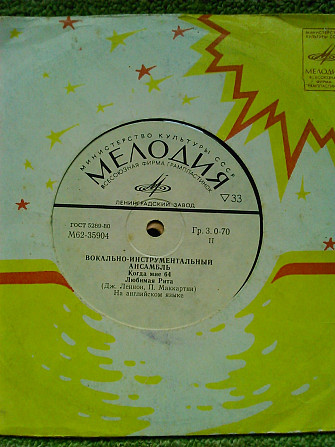 МИНИСТЕРСТВО КУЛЬТУРЫ СССР
МЕЛОДИЯ
ВСЕСОЮЗНАЯ ФИРМА ГРАМПЛАСТИНОК
ЛЕНИНГРАДСКИЙ ЗАВОД
▽33
ГОСТ 5289-80
М62-35904
Гр. 3. 0-70
II
ВОКАЛЬНО-ИНСТРУМЕНТАЛЬНЫЙ
АНСАМБЛЬ
Когда мне 64
Любимая Рита
(Дж. Леннон, П. Маккартни)
На английском языке
МЕЛОДИЯ